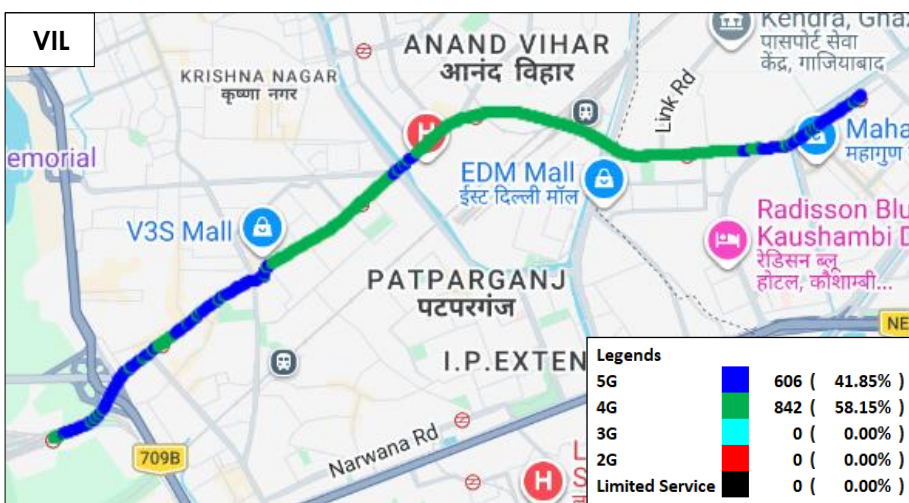 VIL
ANAND VIHAR
आनंद विहार
KRISHNA NAGAR
कृष्णा नगर
Kendra, Ghaz
पासपोर्ट सेवा
केंद्र, गाजियाबाद
Link Rd
emorial
H
Maha
महागुण
EDM Mall
ईस्ट दिल्ली मॉल
V3S Mall
Radisson Blu
Kaushambi D
रेडिसन ब्लू
होटल, कौशाम्बी...
PATPARGANJ
पटपरगंज
NE
I.P.EXTEN
Narwana Rd
709B
H
L
S
Legends
5G 606 ( 41.85% )
4G 842 ( 58.15% )
3G 0 ( 0.00% )
2G 0 ( 0.00% )
Limited Service 0 ( 0.00% )